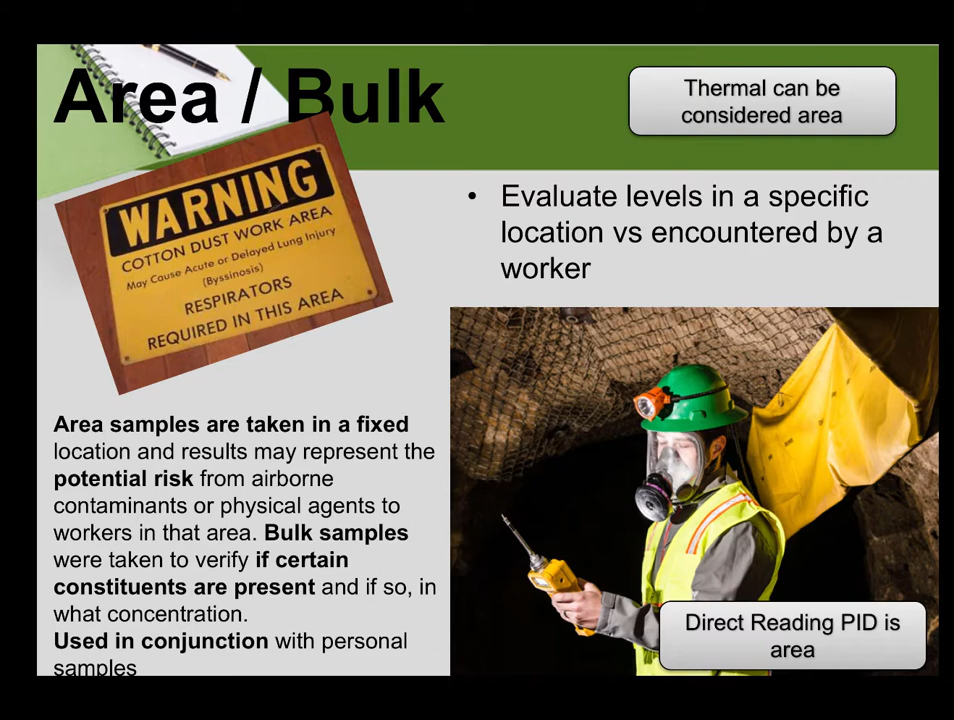 Area / Bulk
Thermal can be
considered area
WARNING
COTTON DUST WORK AREA
May Cause Acute or Delayed Lung Injury
(Byssinosis)
RESPIRATORS
REQUIRED IN THIS AREA
• Evaluate levels in a specific
location vs encountered by a
worker
Area samples are taken in a fixed
location and results may represent the
potential risk from airborne
contaminants or physical agents to
workers in that area. Bulk samples
were taken to verify if certain
constituents are present and if so, in
what concentration.
Used in conjunction with personal
samples
Direct Reading PID is
area